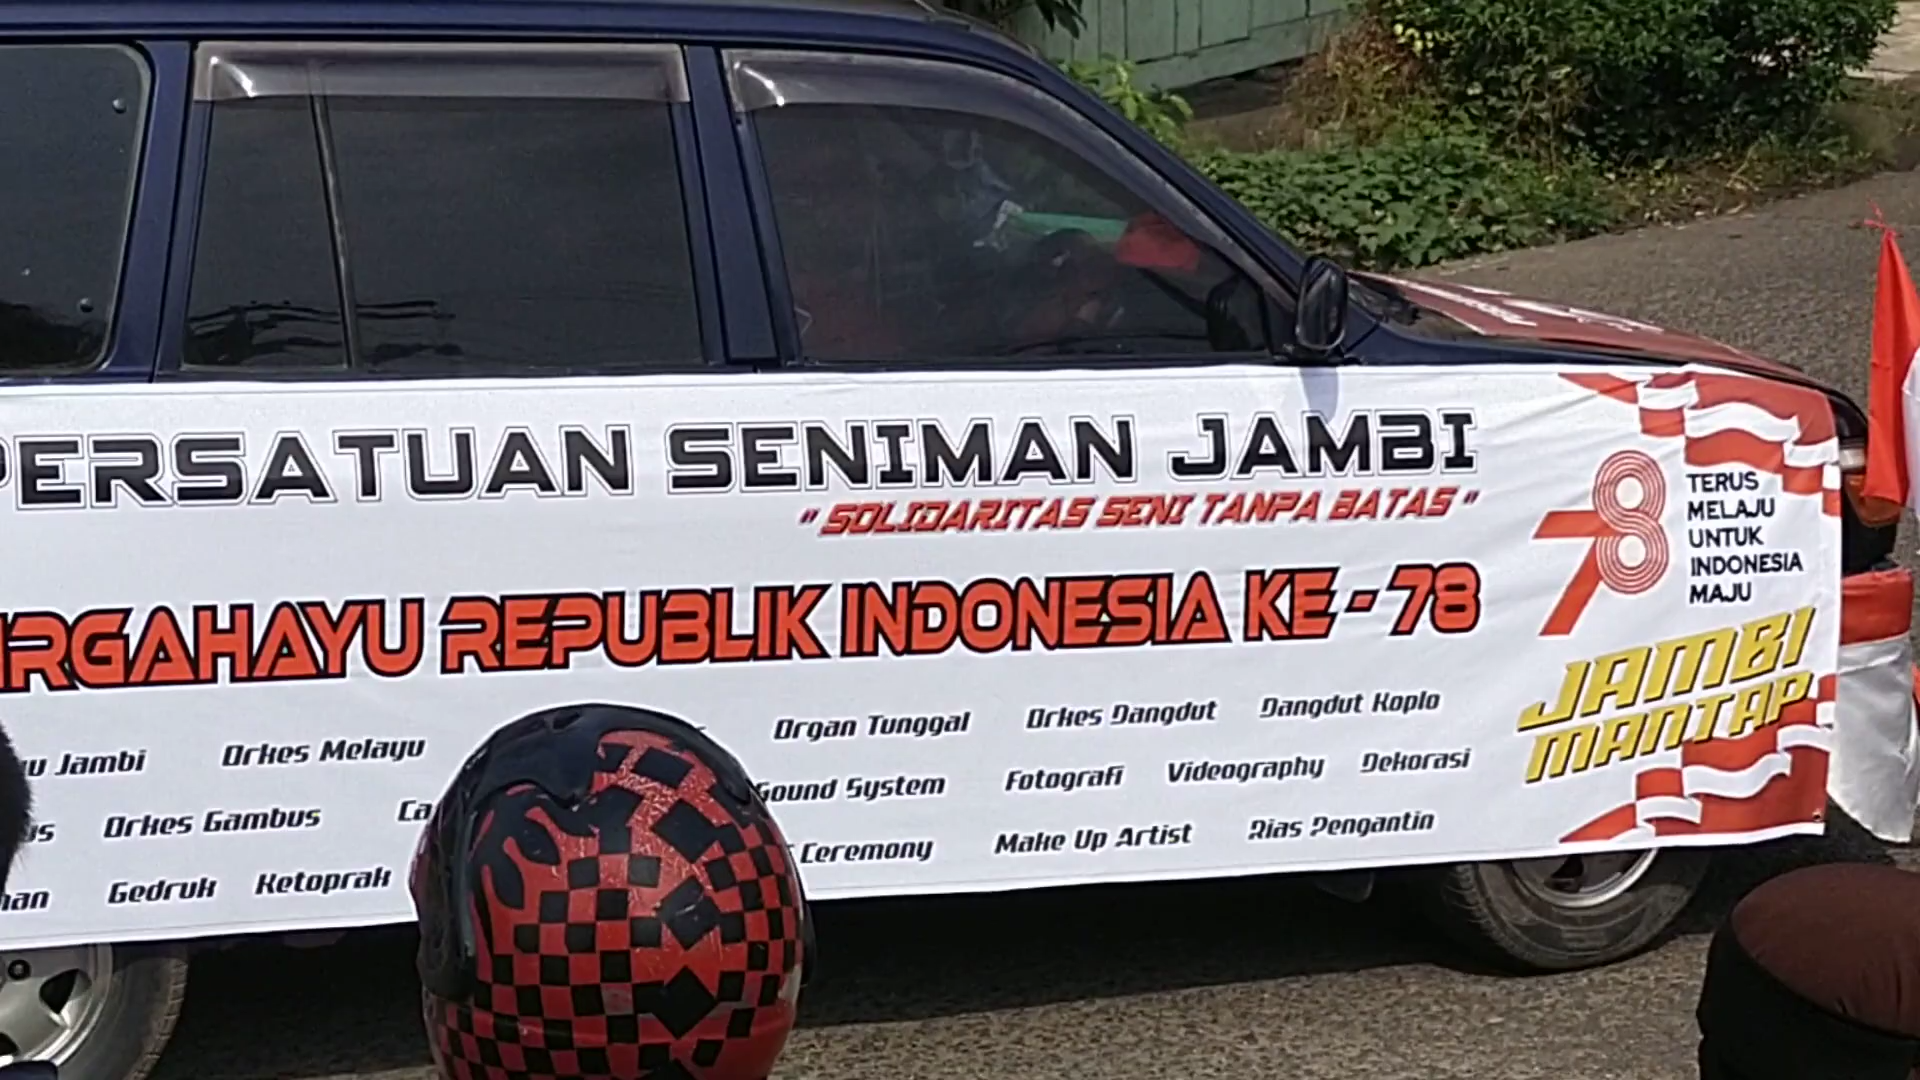 PERSATUAN SENIMAN JAMBI
" SOLIDARITAS SENI TANPA BATAS "
IRGAHAYU REPUBLIK INDONESIA KE - 78
78
TERUS
MELAJU
UNTUK
INDONESIA
MAJU
JAMBI
MANTAP
Jambi Orkes Melayu Organ Tunggal Orkes Dangdut Dangdut Koplo
Orkes Gambus Sound System Fotografi Videography Dekorasi
Gedruk Ketoprak Ceremony Make Up Artist Rias Pengantin